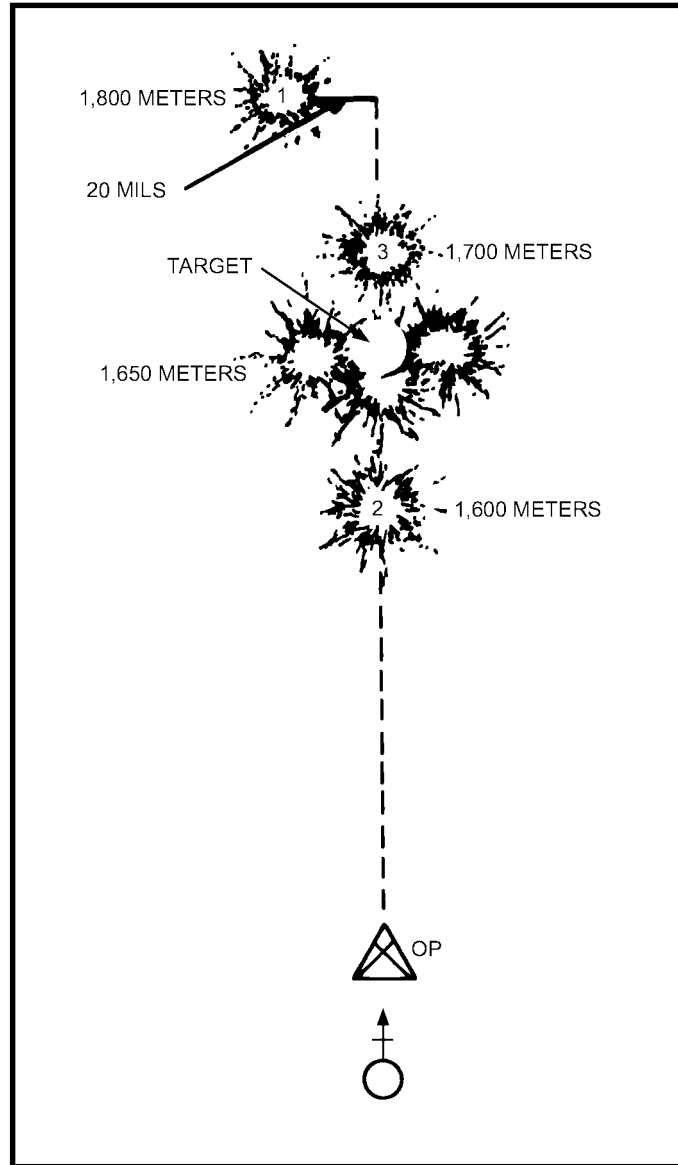 1
1,800 METERS
20 MILS
3
1,700 METERS
TARGET
1,650 METERS
2
1,600 METERS
OP